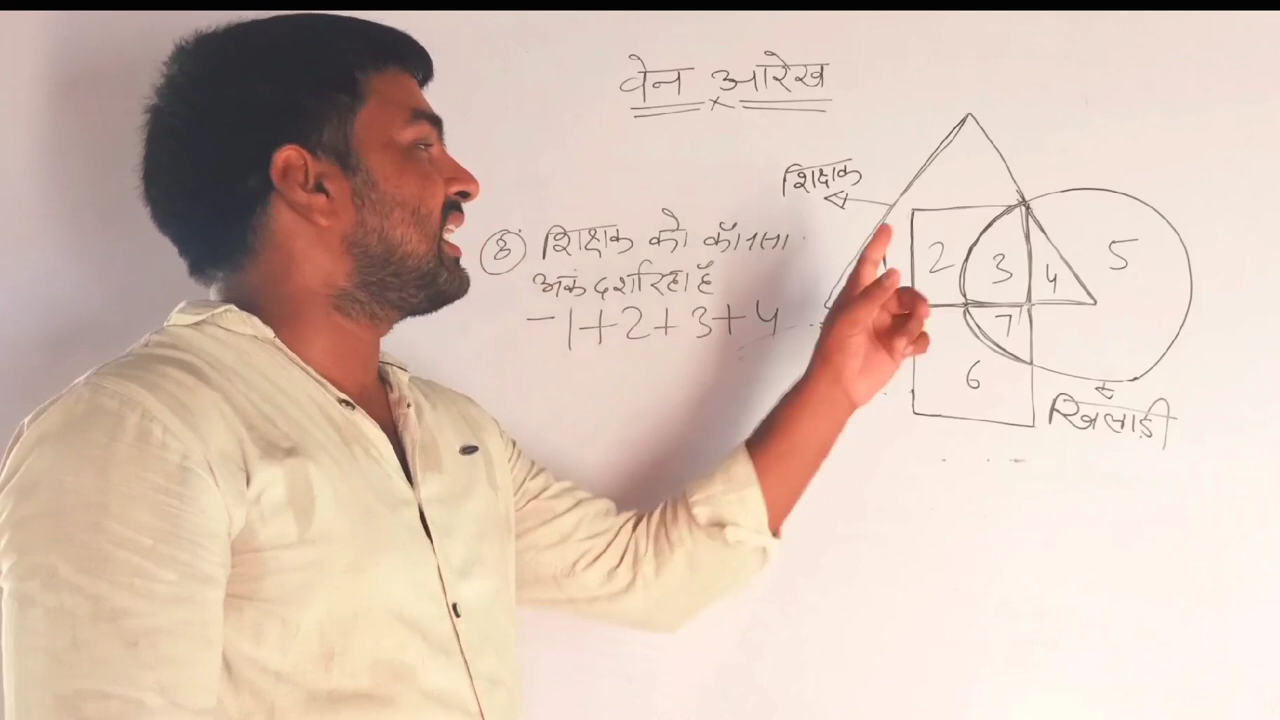 वेन आरेख
शिक्षक
(8) शिक्षक को कौनसा
अंक दर्शा रहा है
-1+2+3+4
2 3 4 5
7
6
खिलाड़ी